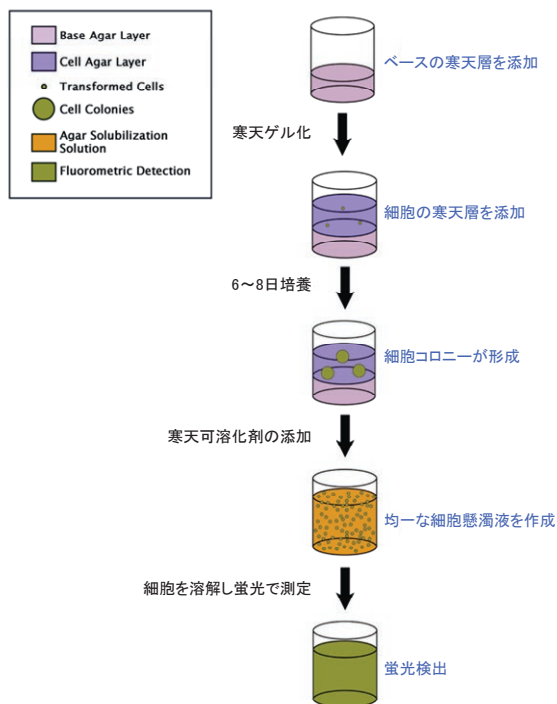 Base Agar Layer
Cell Agar Layer
Transformed Cells
Cell Colonies
Agar Solubilization
Solution
Fluorometric Detection
ベースの寒天層を添加
寒天ゲル化
細胞の寒天層を添加
6～8日培養
細胞コロニーが形成
寒天可溶化剤の添加
均一な細胞懸濁液を作成
細胞を溶解し蛍光で測定
蛍光検出